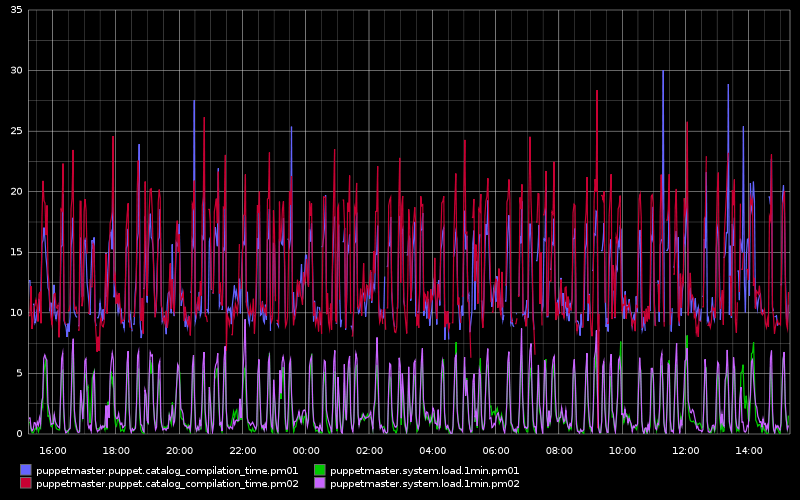 35
30
25
20
15
10
5
0
16:00 18:00 20:00 22:00 00:00 02:00 04:00 06:00 08:00 10:00 12:00 14:00
puppetmaster.puppet.catalog_compilation_time.pm01 puppetmaster.system.load.1min.pm01
puppetmaster.puppet.catalog_compilation_time.pm02 puppetmaster.system.load.1min.pm02